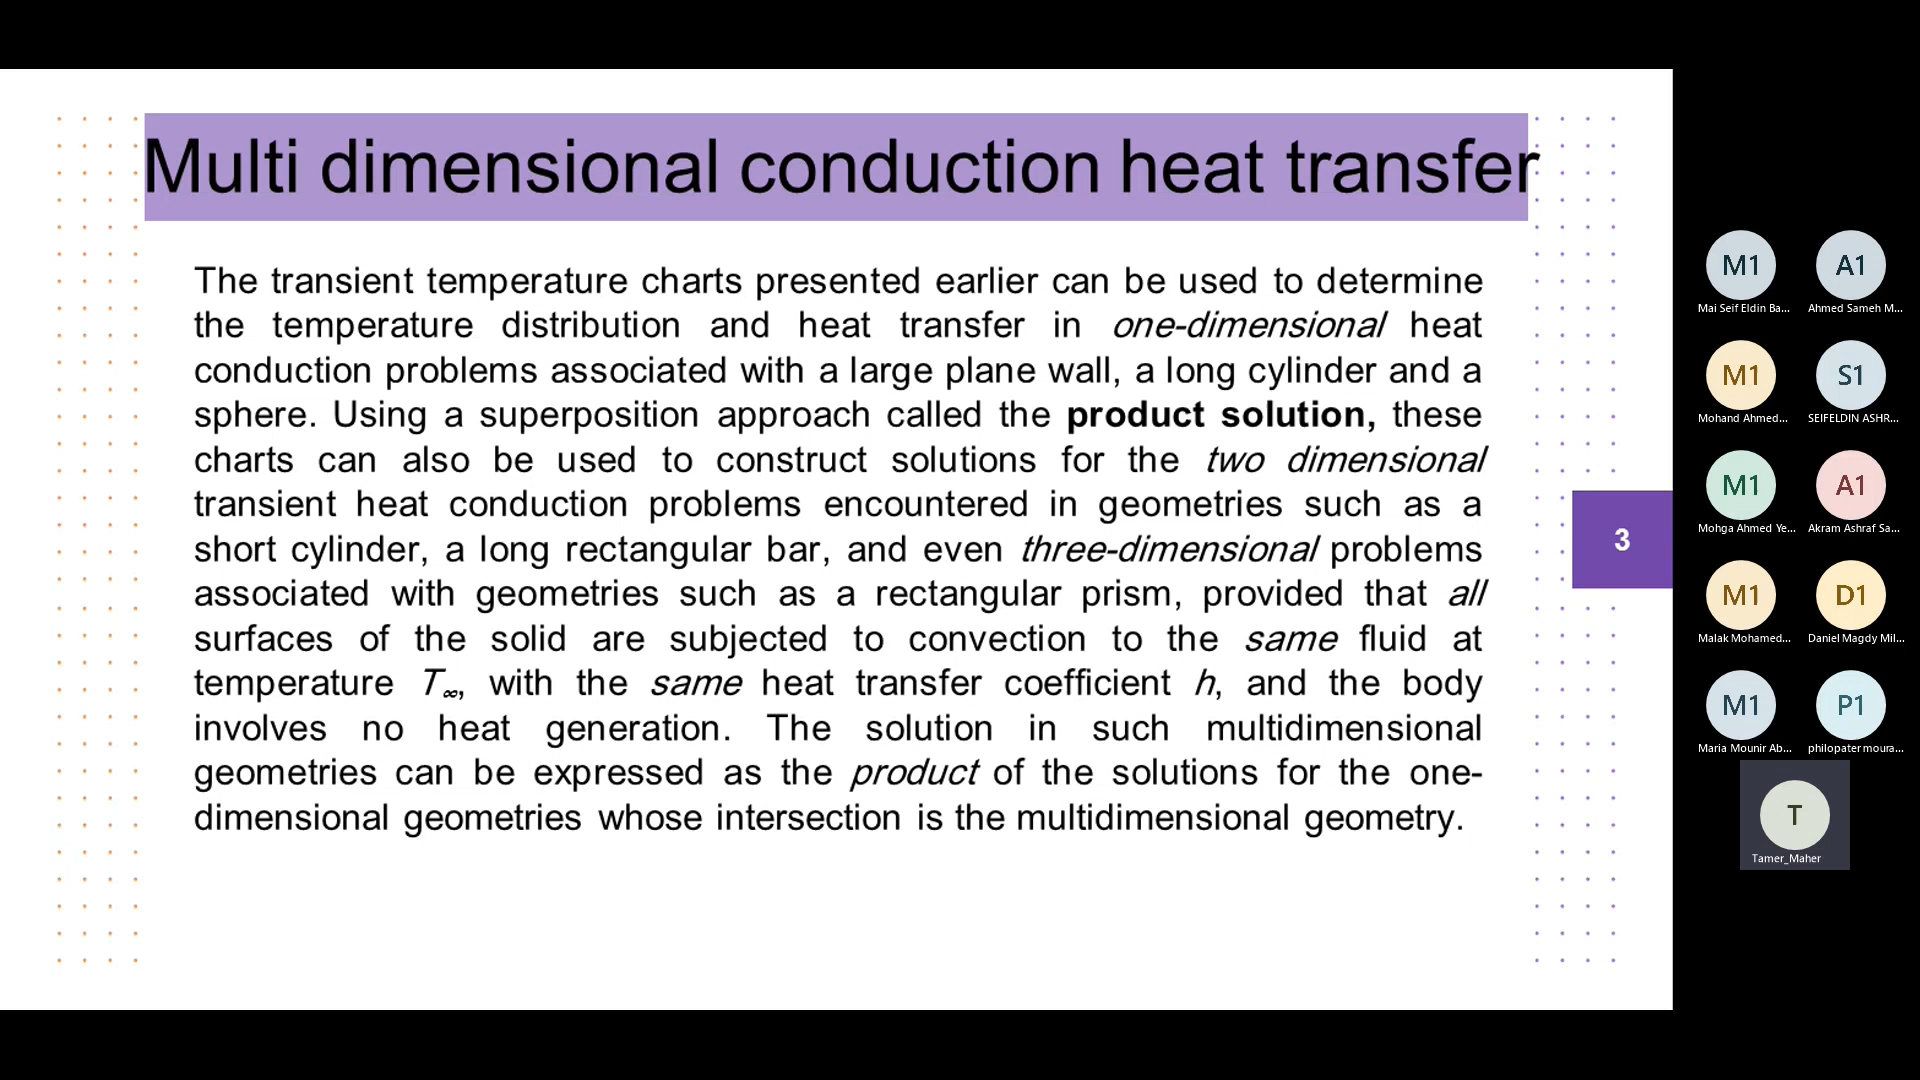 Multi dimensional conduction heat transfer
The transient temperature charts presented earlier can be used to determine
the temperature distribution and heat transfer in one-dimensional heat
conduction problems associated with a large plane wall, a long cylinder and a
sphere. Using a superposition approach called the product solution, these
charts can also be used to construct solutions for the two dimensional
transient heat conduction problems encountered in geometries such as a
short cylinder, a long rectangular bar, and even three-dimensional problems
associated with geometries such as a rectangular prism, provided that all
surfaces of the solid are subjected to convection to the same fluid at
temperature T∞, with the same heat transfer coefficient h, and the body
involves no heat generation. The solution in such multidimensional
geometries can be expressed as the product of the solutions for the one-
dimensional geometries whose intersection is the multidimensional geometry.
3
M1 A1
Mai Seif Eldin Ba... Ahmed Sameh M...
M1 S1
Mohand Ahmed... SEIFELDIN ASHR...
M1 A1
Mohga Ahmed Ye... Akram Ashraf Sa...
M1 D1
Malak Mohamed... Daniel Magdy Mil...
M1 P1
Maria Mounir Ab... philopater moura...
T
Tamer_Maher